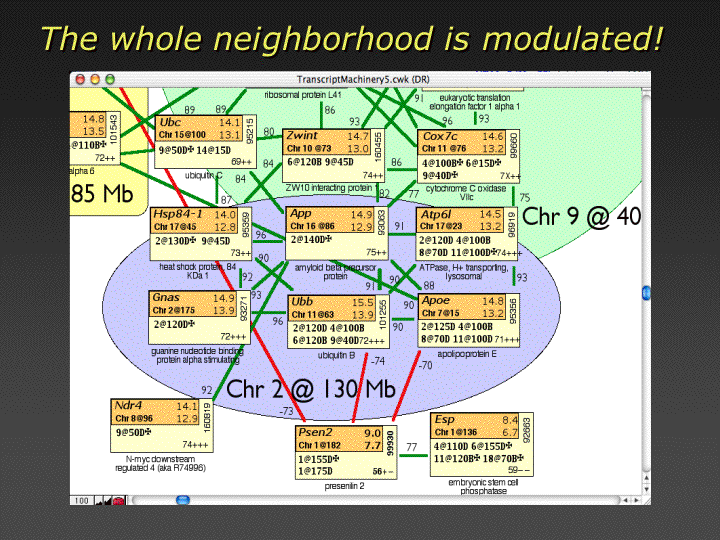 The whole neighborhood is modulated!
TranscriptMachinery5.cwk (DR)
ribosomal protein L41
eukaryotic translation
elongation factor 1 alpha 1
91
89
89
86
93
96
93
14.8
13.5
101543
@110B✠
72++
alpha 6
85 Mb
Ubc 14.1
Chr 15@100 13.1
95215
9@50D✠ 14@15D
69++
ubiquitin C
80
84
84
87
Zwint 14.7
Chr 10 @73 13.0
160455
6@120B 9@45D
74++
ZW10 interacting protein 1
86
82
77
Cox7c 14.6
Chr 11 @76 13.2
99660
4@100B✠ 6@15D✠
9@40D✠ 7X++
cytochrome C oxidase
VIIc
75
Chr 9 @ 40
Hsp84-1 14.0
Chr 17@45 12.8
95359
2@130D✠ 9@45D
73++
heat shock protein, 84
KDa 1
96
90
92
93
App 14.9
Chr 16 @86 12.9
93063
2@140D✠
75++
amyloid beta precursor
protein
91
91
90
88
Atp6l 14.5
Chr 17@23 13.2
96919
2@120D 4@100B
8@70D 11@100D✠74++
ATPase, H+ transporting,
lysosomal
93
Gnas 14.9
Chr 2@175 13.9
93271
2@120D✠
72+++
guanine nucleotide binding
protein alpha stimulating
96
Ubb 15.5
Chr 11@63 13.9
101255
2@120D 4@100B
6@120B 9@40D72+++
ubiquitin B
90
90
Apoe 14.8
Chr 7@15 13.2
95356
2@125D 4@100B
8@70D 11@100D 71+++
apolipoprotein E
-74
-70
92
Chr 2 @ 130 Mb
-73
Ndr4 14.1
Chr 8@96 12.9
160819
9@50D✠
74+++
N-myc downstream
regulated 4 (aka R74996)
Psen2 9.0
Chr 1@182 7.7
99930
1@155D✠
1@175D 56+–
presenilin 2
77
Esp 8.4
Chr 1@136 6.7
92663
4@110D 6@155D✠
11@120B✠ 18@70B✠
59––
embryonic stem cell
phosphatase
100